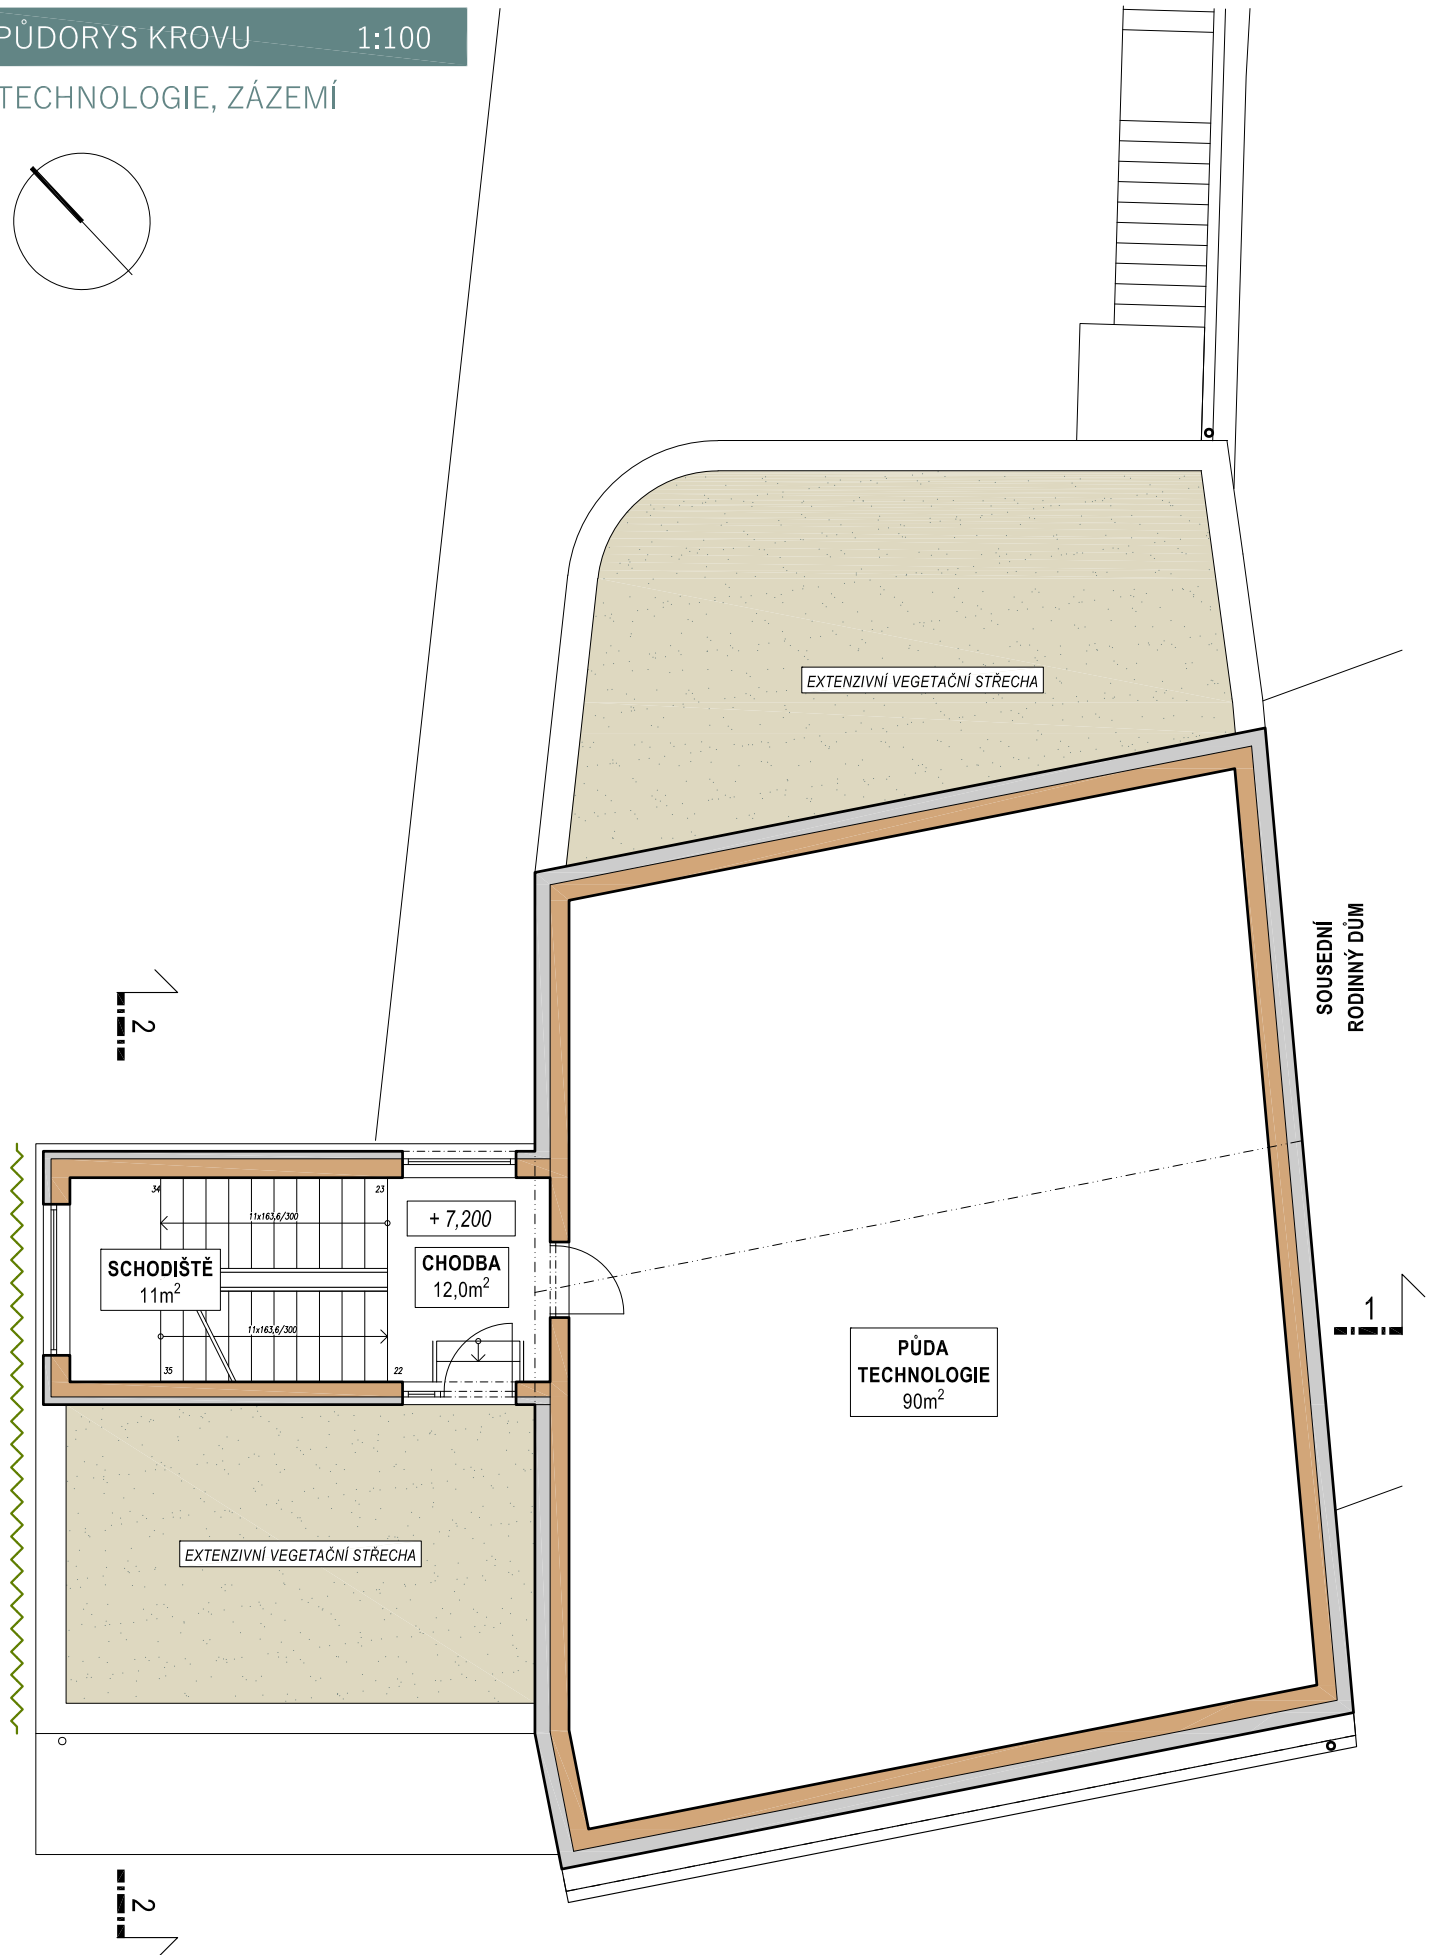 PŮDORYS KROVU 1:100
TECHNOLOGIE, ZÁZEMÍ
EXTENZIVNÍ VEGETAČNÍ STŘECHA
SOUSEDNÍ
RODINNÝ DŮM
2
34
23
11x163,6/300
+ 7,200
SCHODIŠTĚ
11m²
CHODBA
12,0m²
11x163,6/300
35
22
1
PŮDA
TECHNOLOGIE
90m²
EXTENZIVNÍ VEGETAČNÍ STŘECHA
2